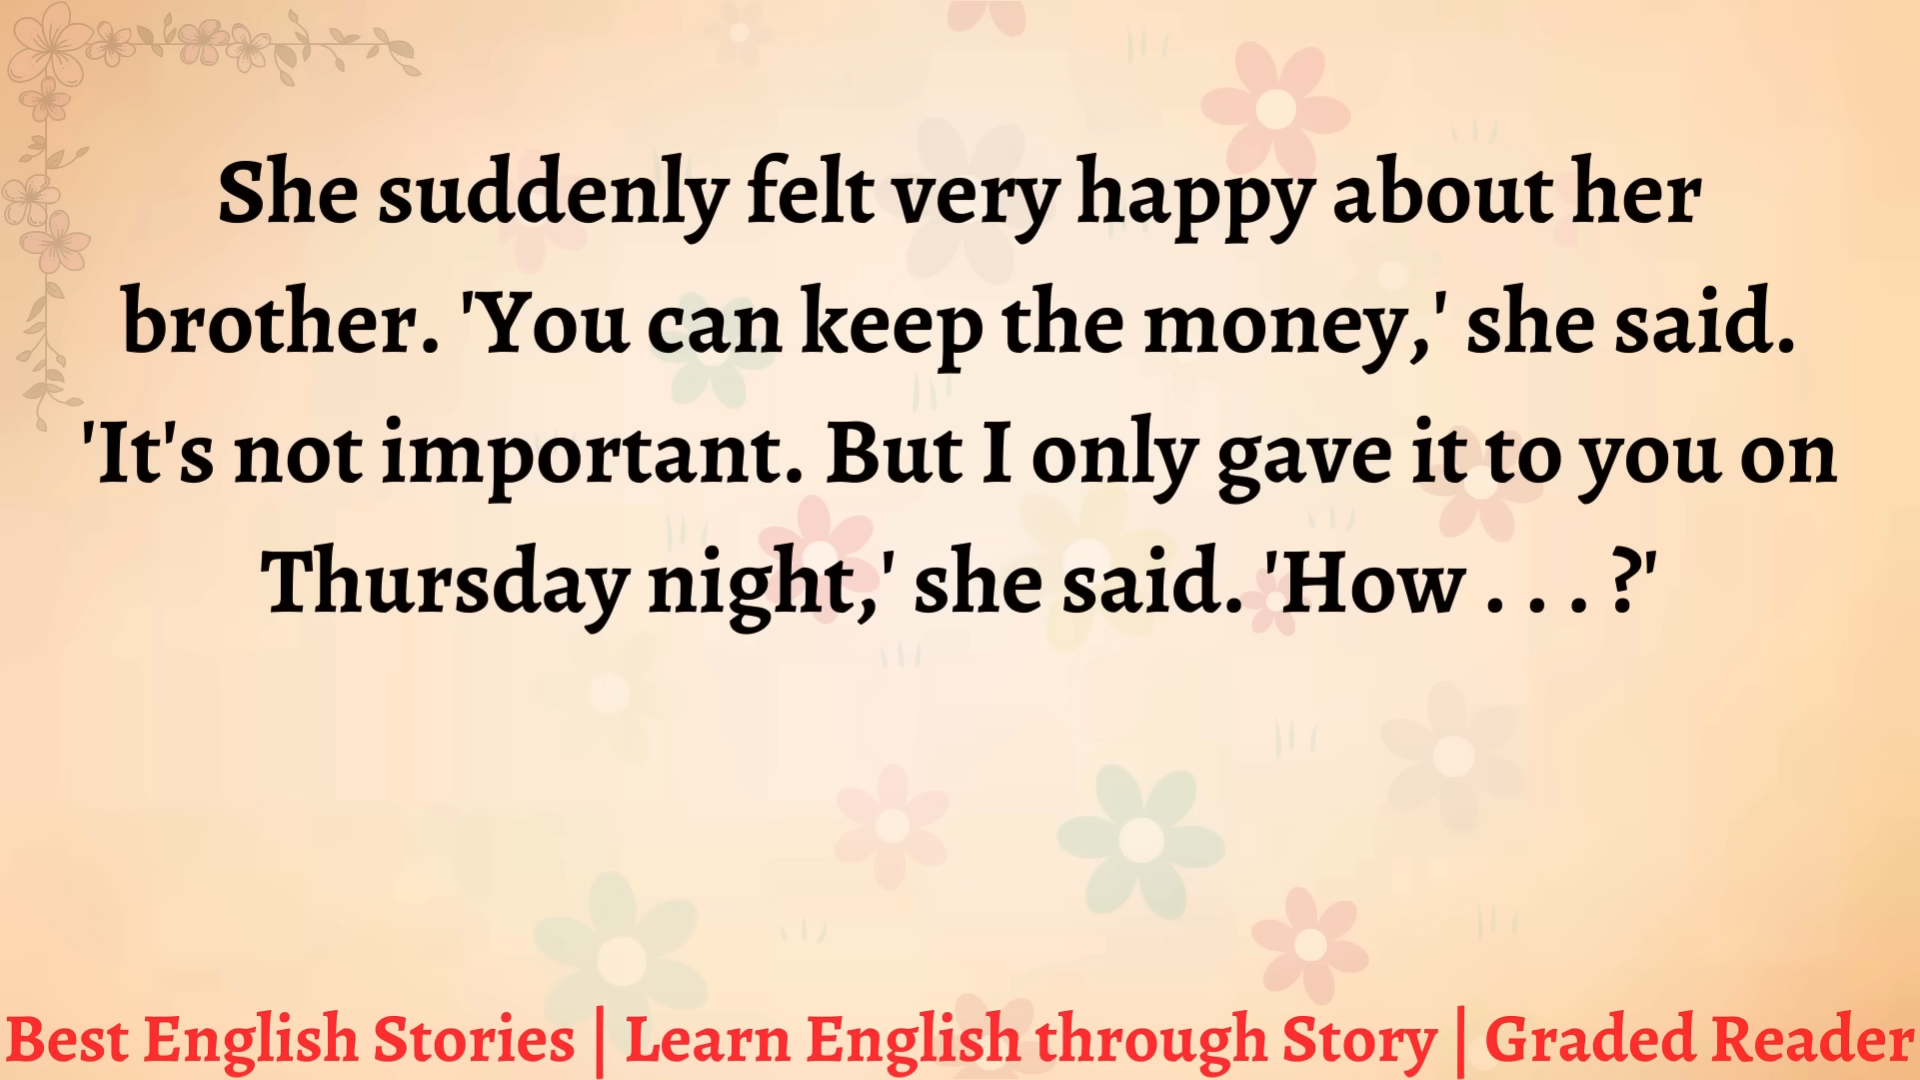 She suddenly felt very happy about her
brother. 'You can keep the money,' she said.
'It's not important. But I only gave it to you on
Thursday night,' she said. 'How . . . ?'
Best English Stories | Learn English through Story | Graded Reader